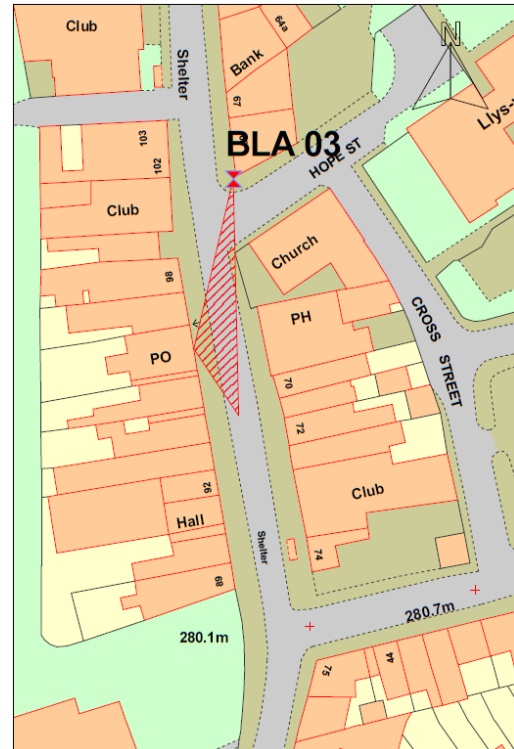 Club
64a
Shelter
Bank
N
67
Llys-
103
BLA 03
HOPE ST
102
Club
Church
98
PH
CROSS STREET
PO
70
72
92
Club
Hall
Shelter
74
89
280.7m
280.1m
44
75